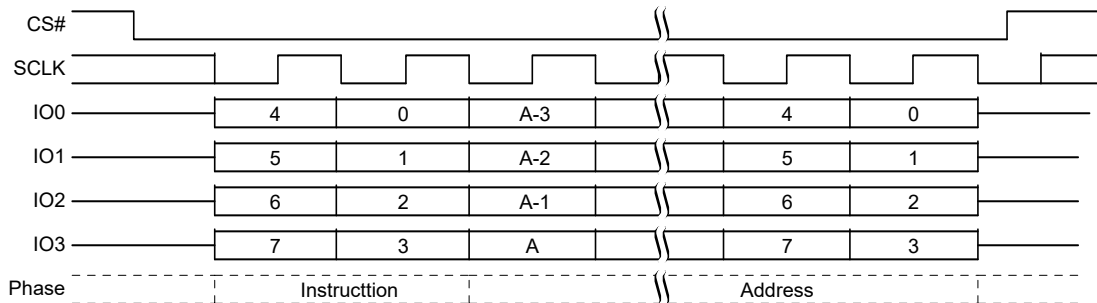 CS#
SCLK
IO0 4 0 A-3 4 0
IO1 5 1 A-2 5 1
IO2 6 2 A-1 6 2
IO3 7 3 A 7 3
Phase Instructtion Address